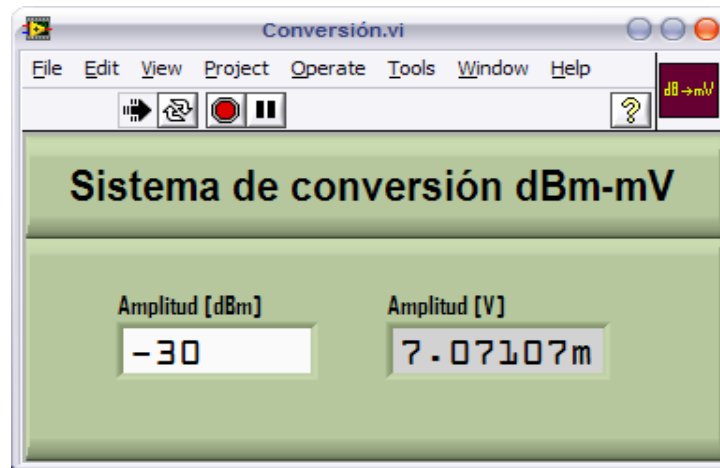 Conversión.vi
File Edit View Project Operate Tools Window Help
dB→mV
Sistema de conversión dBm-mV
Amplitud [dBm] Amplitud [V]
-30 7.07107m